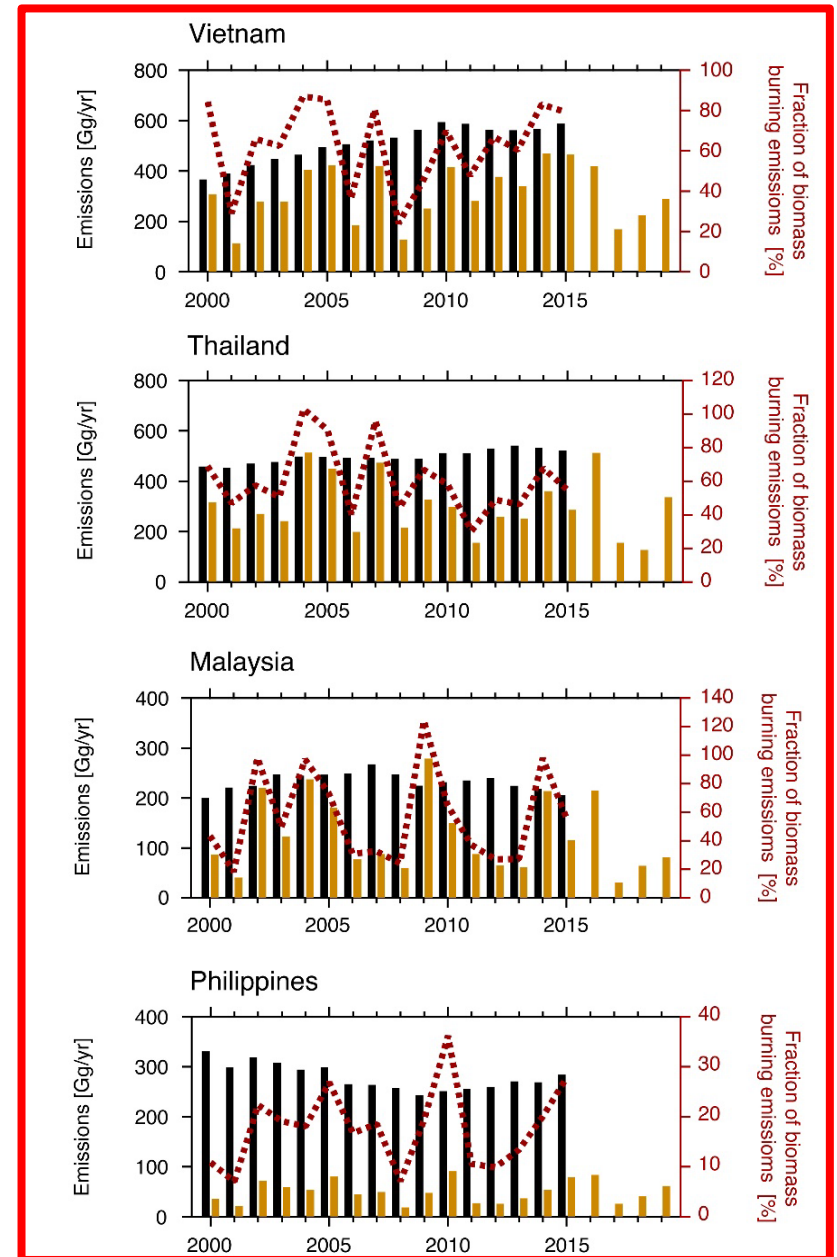 Vietnam
800
600
400
200
0
Emissions [Gg/yr]
100
80
60
40
20
0
Fraction of biomass
burning emissioms [%]
2000 2005 2010 2015
Thailand
800
600
400
200
0
Emissions [Gg/yr]
120
100
80
60
40
20
0
Fraction of biomass
burning emissioms [%]
2000 2005 2010 2015
Malaysia
400
300
200
100
0
Emissions [Gg/yr]
140
120
100
80
60
40
20
0
Fraction of biomass
burning emissioms [%]
2000 2005 2010 2015
Philippines
400
300
200
100
0
Emissions [Gg/yr]
40
30
20
10
0
Fraction of biomass
burning emissioms [%]
2000 2005 2010 2015